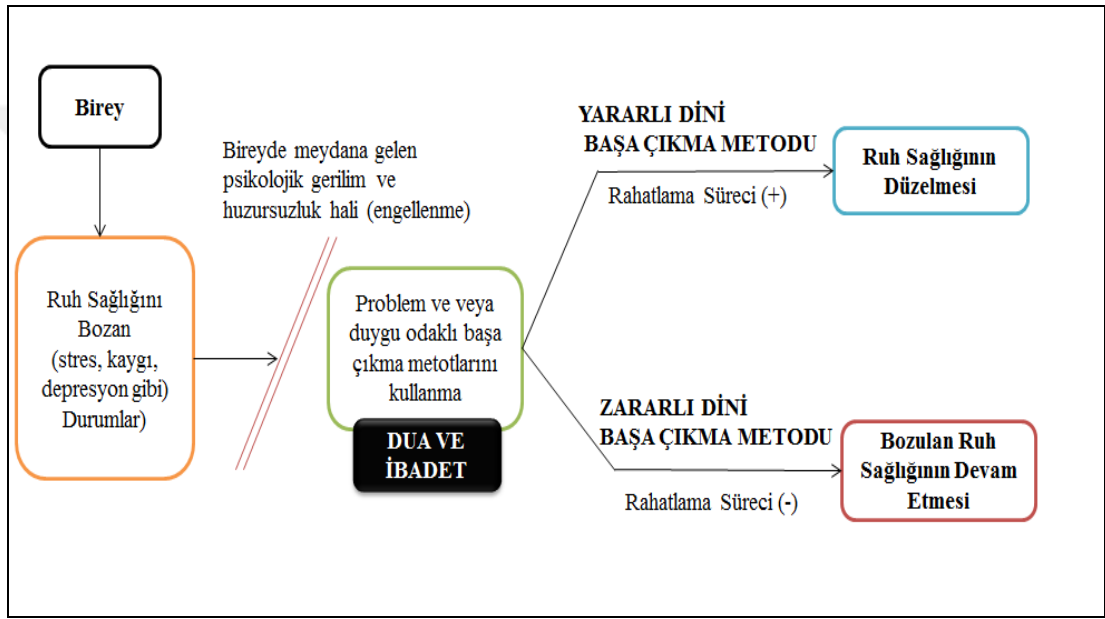 Birey
Ruh Sağlığını
Bozan
(stres, kaygı,
depresyon gibi)
Durumlar)
Bireyde meydana gelen
psikolojik gerilim ve
huzursuzluk hali (engellenme)
Problem ve veya
duygu odaklı başa
çıkma metotlarını
kullanma
DUA VE
İBADET
YARARLI DİNİ
BAŞA ÇIKMA METODU
Rahatlama Süreci (+)
Ruh Sağlığının
Düzelmesi
ZARARLI DİNİ
BAŞA ÇIKMA METODU
Rahatlama Süreci (-)
Bozulan Ruh
Sağlığının Devam
Etmesi